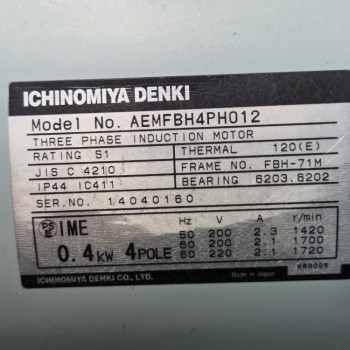 ICHINOMIYA DENKI
Model No. AEMFBH4PH012
THREE PHASE INDUCTION MOTOR
RATING S1 THERMAL 120(E)
JIS C 4210 FRAME NO. FBH-71M
IP44 IC411 BEARING 6203.6202
SER.NO. 14040160
PS E IME Hz V A r/min
60 200 2.3 1420
0.4kW 4POLE 60 200 2.1 1700
60 220 2.1 1720
ICHINOMIYA DENKI CO., LTD. Made in Japan